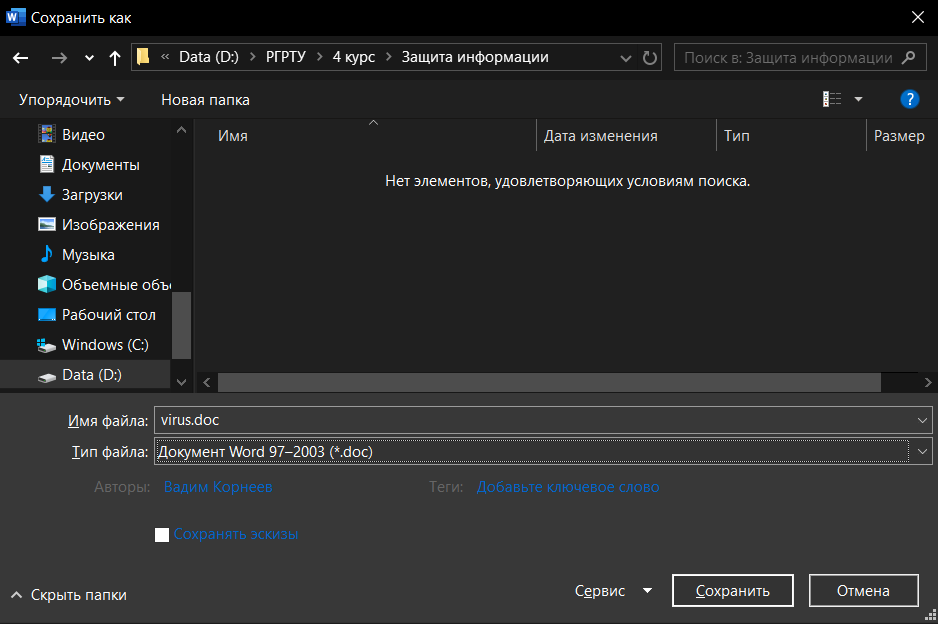 Сохранить как
« Data (D:) > РГРТУ > 4 курс > Защита информации
Поиск в: Защита информации
Упорядочить
Новая папка
Видео
Документы
Загрузки
Изображения
Музыка
Объемные объ
Рабочий стол
Windows (C:)
Data (D:)
Имя
Дата изменения
Тип
Размер
Нет элементов, удовлетворяющих условиям поиска.
Имя файла: virus.doc
Тип файла: Документ Word 97–2003 (*.doc)
Авторы: Вадим Корнеев
Теги: Добавьте ключевое слово
Сохранять эскизы
Скрыть папки
Сервис
Сохранить
Отмена